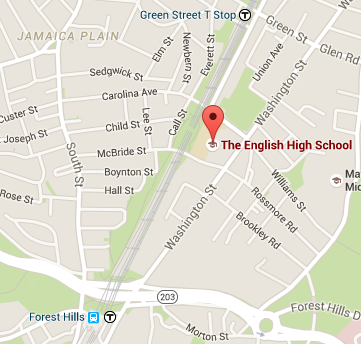 Green Street T Stop
T
Green St
Glen Rd
JAMAICA PLAIN
Elm St
Newbern St
Everett St
Union Ave
Sedgwick St
Carolina Ave
Washington St
Custer St
Lee St
Call St
Child St
St Joseph St
The English High School
McBride St
South St
Boynton St
Williams St
Ma
Mi
Rose St
Hall St
Rossmore Rd
Washington St
Brookley Rd
203
Forest Hills D
Forest Hills
T
Morton St